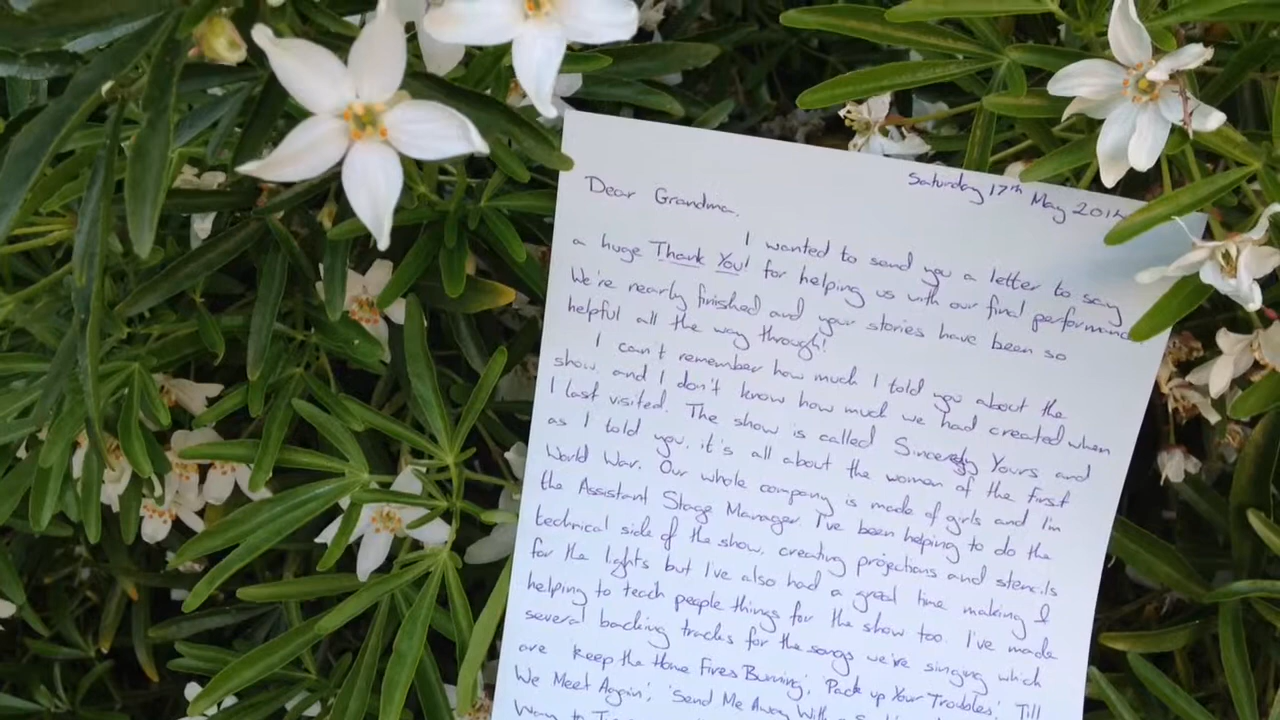 Saturday 17th May 201
Dear Grandma,
I wanted to send you a letter to say
a huge Thank You! for helping us with our final performance
We're nearly finished and your stories have been so
helpful all the way through!
I can't remember how much I told you about the
show, and I don't know how much we had created when
I last visited. The show is called Sincerely Yours and
as I told you, it's all about the women of the First
World War. Our whole company is made of girls and I'm
the Assistant Stage Manager. I've been helping to do the
technical side of the show, creating projections and stencils
for the lights but I've also had a great time making &
helping to teach people things for the show too. I've made
several backing tracks for the songs we're singing which
are 'Keep the Home Fires Burning', 'Pack up Your Troubles', 'Till
We Meet Again', 'Send Me Away With a
Way to